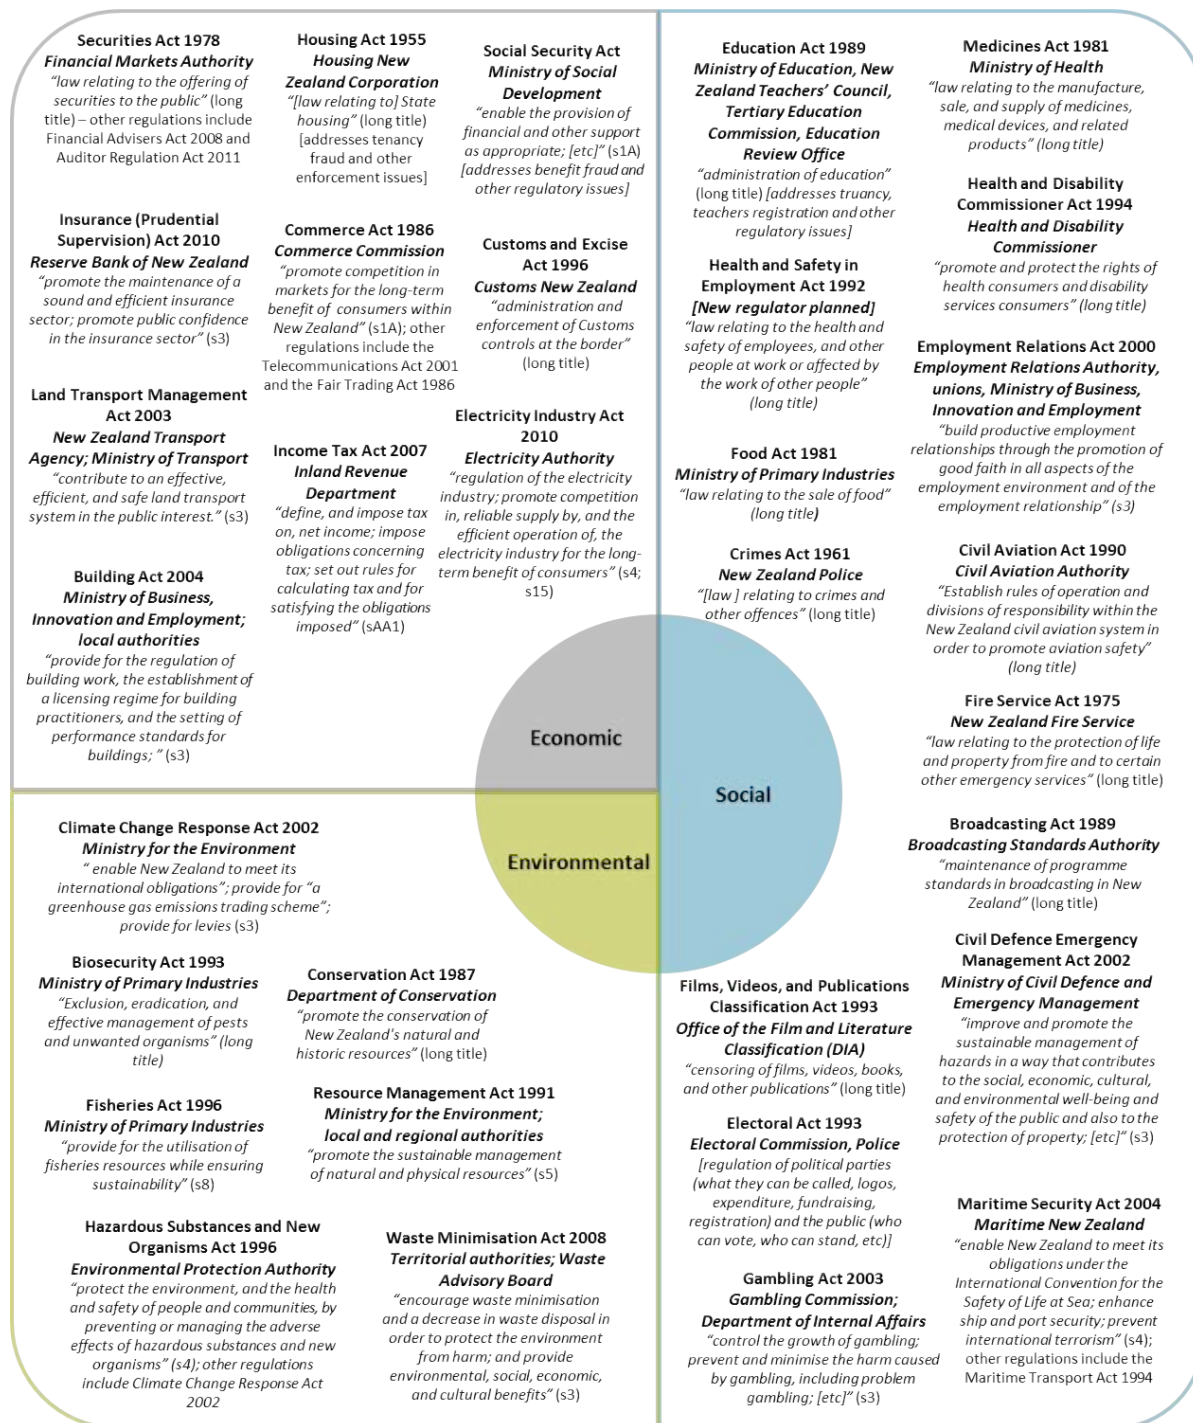 Securities Act 1978
Financial Markets Authority
“law relating to the offering of
securities to the public” (long
title) – other regulations include
Financial Advisers Act 2008 and
Auditor Regulation Act 2011
Housing Act 1955
Housing New
Zealand Corporation
“[law relating to] State
housing” (long title)
[addresses tenancy
fraud and other
enforcement issues]
Social Security Act
Ministry of Social
Development
“enable the provision of
financial and other support
as appropriate; [etc]” (s1A)
[addresses benefit fraud and
other regulatory issues]
Insurance (Prudential
Supervision) Act 2010
Reserve Bank of New Zealand
“promote the maintenance of a
sound and efficient insurance
sector; promote public confidence
in the insurance sector” (s3)
Commerce Act 1986
Commerce Commission
“promote competition in
markets for the long-term
benefit of consumers within
New Zealand” (s1A); other
regulations include the
Telecommunications Act 2001
and the Fair Trading Act 1986
Customs and Excise
Act 1996
Customs New Zealand
“administration and
enforcement of Customs
controls at the border”
(long title)
Land Transport Management
Act 2003
New Zealand Transport
Agency; Ministry of Transport
“contribute to an effective,
efficient, and safe land transport
system in the public interest.” (s3)
Income Tax Act 2007
Inland Revenue
Department
“define, and impose tax
on, net income; impose
obligations concerning
tax; set out rules for
calculating tax and for
satisfying the obligations
imposed” (sAA1)
Electricity Industry Act
2010
Electricity Authority
“regulation of the electricity
industry; promote competition
in, reliable supply by, and the
efficient operation of, the
electricity industry for the long-
term benefit of consumers” (s4;
s15)
Building Act 2004
Ministry of Business,
Innovation and Employment;
local authorities
“provide for the regulation of
building work, the establishment of
a licensing regime for building
practitioners, and the setting of
performance standards for
buildings; ” (s3)
Economic
Education Act 1989
Ministry of Education, New
Zealand Teachers’ Council,
Tertiary Education
Commission, Education
Review Office
“administration of education”
(long title) [addresses truancy,
teachers registration and other
regulatory issues]
Medicines Act 1981
Ministry of Health
“law relating to the manufacture,
sale, and supply of medicines,
medical devices, and related
products” (long title)
Health and Disability
Commissioner Act 1994
Health and Disability
Commissioner
“promote and protect the rights of
health consumers and disability
services consumers” (long title)
Health and Safety in
Employment Act 1992
[New regulator planned]
“law relating to the health and
safety of employees, and other
people at work or affected by
the work of other people”
(long title)
Employment Relations Act 2000
Employment Relations Authority,
unions, Ministry of Business,
Innovation and Employment
“build productive employment
relationships through the promotion of
good faith in all aspects of the
employment environment and of the
employment relationship” (s3)
Food Act 1981
Ministry of Primary Industries
“law relating to the sale of food”
(long title)
Crimes Act 1961
New Zealand Police
“[law ] relating to crimes and
other offences” (long title)
Civil Aviation Act 1990
Civil Aviation Authority
“Establish rules of operation and
divisions of responsibility within the
New Zealand civil aviation system in
order to promote aviation safety”
(long title)
Fire Service Act 1975
New Zealand Fire Service
“law relating to the protection of life
and property from fire and to certain
other emergency services” (long title)
Social
Broadcasting Act 1989
Broadcasting Standards Authority
“maintenance of programme
standards in broadcasting in New
Zealand” (long title)
Civil Defence Emergency
Management Act 2002
Ministry of Civil Defence and
Emergency Management
“improve and promote the
sustainable management of
hazards in a way that contributes
to the social, economic, cultural,
and environmental well-being and
safety of the public and also to the
protection of property; [etc]” (s3)
Films, Videos, and Publications
Classification Act 1993
Office of the Film and Literature
Classification (DIA)
“censoring of films, videos, books,
and other publications” (long title)
Electoral Act 1993
Electoral Commission, Police
[regulation of political parties
(what they can be called, logos,
expenditure, fundraising,
registration) and the public (who
can vote, who can stand, etc)]
Maritime Security Act 2004
Maritime New Zealand
“enable New Zealand to meet its
obligations under the
International Convention for the
Safety of Life at Sea; enhance
ship and port security; prevent
international terrorism” (s4);
other regulations include the
Maritime Transport Act 1994
Gambling Act 2003
Gambling Commission;
Department of Internal Affairs
“control the growth of gambling;
prevent and minimise the harm caused
by gambling, including problem
gambling; [etc]” (s3)
Environmental
Climate Change Response Act 2002
Ministry for the Environment
“ enable New Zealand to meet its
international obligations”; provide for “a
greenhouse gas emissions trading scheme”;
provide for levies (s3)
Biosecurity Act 1993
Ministry of Primary Industries
“Exclusion, eradication, and
effective management of pests
and unwanted organisms” (long
title)
Conservation Act 1987
Department of Conservation
“promote the conservation of
New Zealand's natural and
historic resources” (long title)
Fisheries Act 1996
Ministry of Primary Industries
“provide for the utilisation of
fisheries resources while ensuring
sustainability” (s8)
Resource Management Act 1991
Ministry for the Environment;
local and regional authorities
“promote the sustainable management
of natural and physical resources” (s5)
Hazardous Substances and New
Organisms Act 1996
Environmental Protection Authority
“protect the environment, and the health
and safety of people and communities, by
preventing or managing the adverse
effects of hazardous substances and new
organisms” (s4); other regulations
include Climate Change Response Act
2002
Waste Minimisation Act 2008
Territorial authorities; Waste
Advisory Board
“encourage waste minimisation
and a decrease in waste disposal in
order to protect the environment
from harm; and provide
environmental, social, economic,
and cultural benefits” (s3)